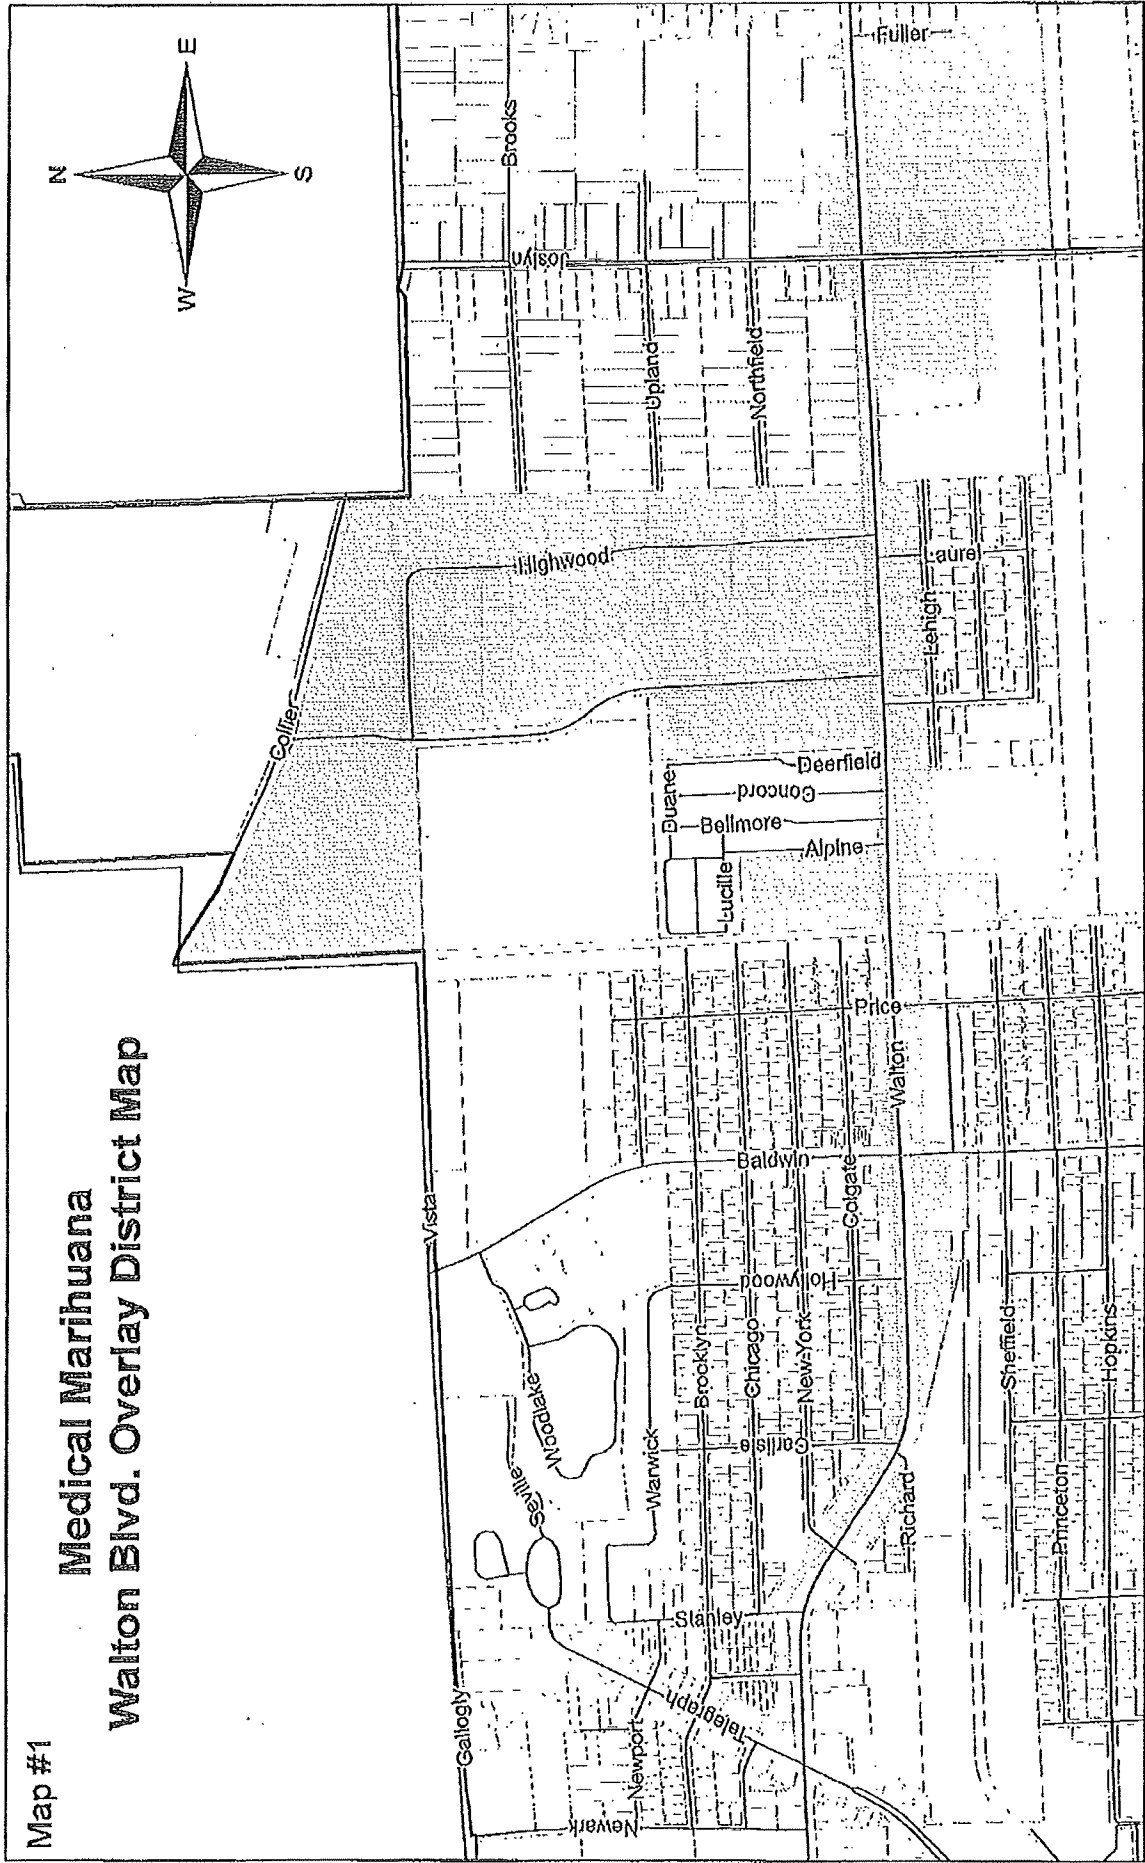 Map #1
Medical Marihuana
Walton Blvd. Overlay District Map
N
W
E
S
Collier
Vista
Gallogly
Brooks
Joslyn
Highwood
Upland
Northfield
Fuller
Duane
Deerfield
Concord
Bellmore
Alpine
Lucille
Laurel
Lehigh
Price
Walton
Baldwin
Colgate
Hollywood
Woodlake
Seville
Warwick
Brooklyn
Chicago
New York
Carlisle
Richard
Stanley
Telegraph
Newport
Newark
Sheffield
Hopkins
Princeton